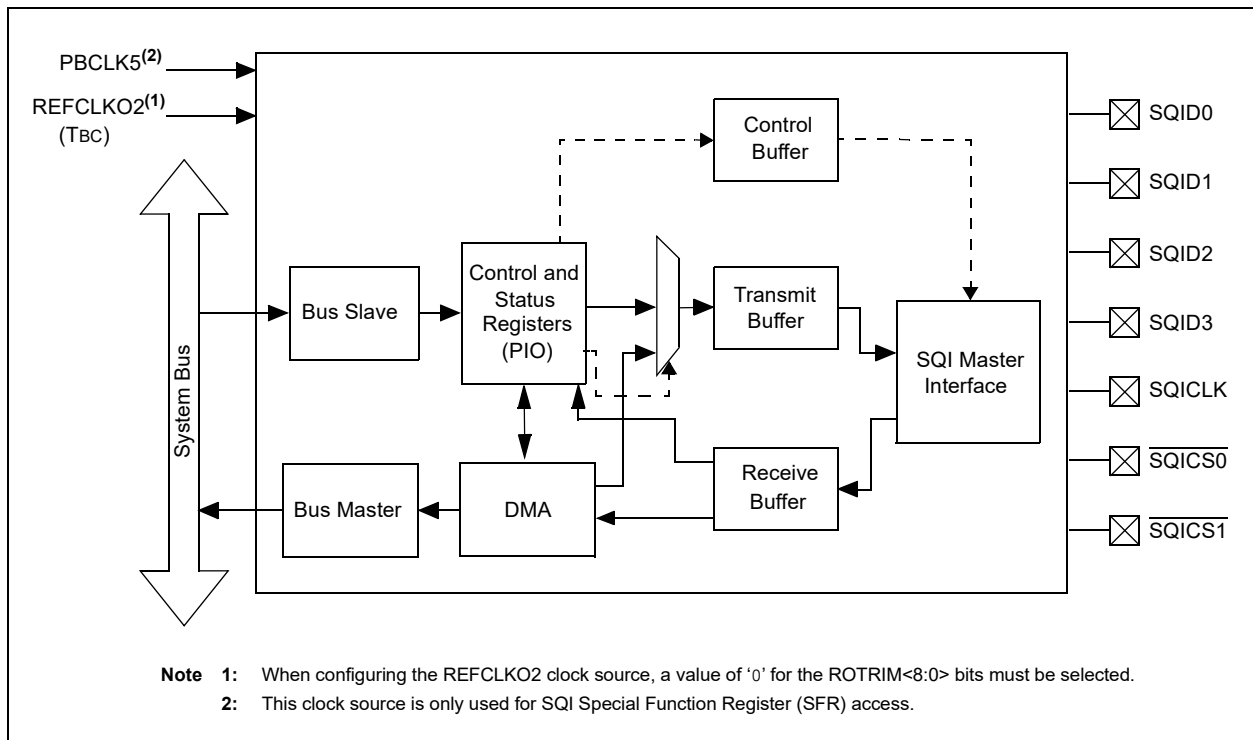 PBCLK5(2)
REFCLKO2(1)
(TBC)
System Bus
Bus Slave
Control and
Status
Registers
(PIO)
Control
Buffer
Transmit
Buffer
SQI Master
Interface
Bus Master
DMA
Receive
Buffer
SQID0
SQID1
SQID2
SQID3
SQICLK
SQICS0
SQICS1
Note 1: When configuring the REFCLKO2 clock source, a value of ‘0’ for the ROTRIM<8:0> bits must be selected.
2: This clock source is only used for SQI Special Function Register (SFR) access.